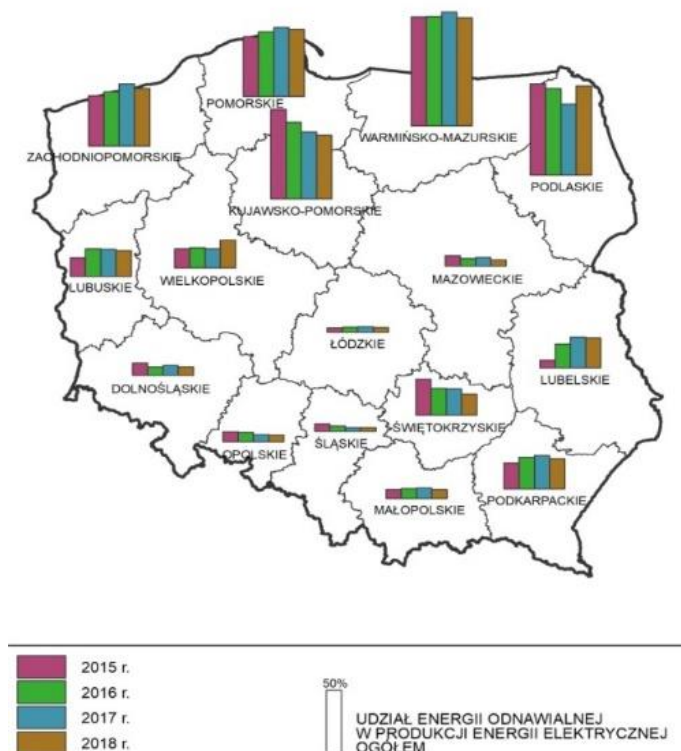 POMORSKIE
ZACHODNIOPOMORSKIE
WARMIŃSKO-MAZURSKIE
PODLASKIE
KUJAWSKO-POMORSKIE
LUBUSKIE
WIELKOPOLSKIE
MAZOWIECKIE
ŁÓDZKIE
LUBELSKIE
DOLNOŚLĄSKIE
ŚWIĘTOKRZYSKIE
OPOLSKIE
ŚLĄSKIE
PODKARPACKIE
MAŁOPOLSKIE
2015 r.
2016 r.
2017 r.
2018 r.
50%
UDZIAŁ ENERGII ODNAWIALNEJ
W PRODUKCJI ENERGII ELEKTRYCZNEJ
OGÓŁEM